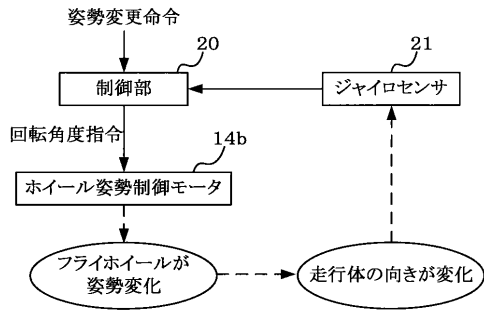 姿勢変更命令
20
制御部
21
ジャイロセンサ
回転角度指令
14b
ホイール姿勢制御モータ
フライホイールが
姿勢変化
走行体の向きが変化